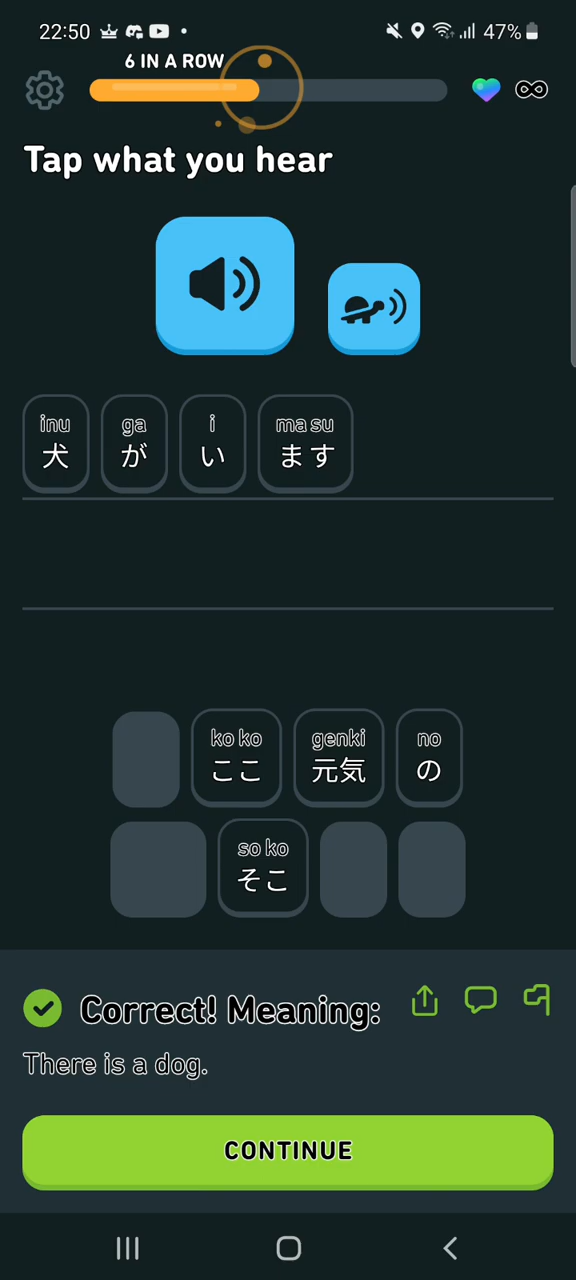 22:50 47%
6 IN A ROW
Tap what you hear
inu ga i ma su
犬 が い ます
ko ko genki no
ここ 元気 の
so ko
そこ
Correct! Meaning:
There is a dog.
CONTINUE